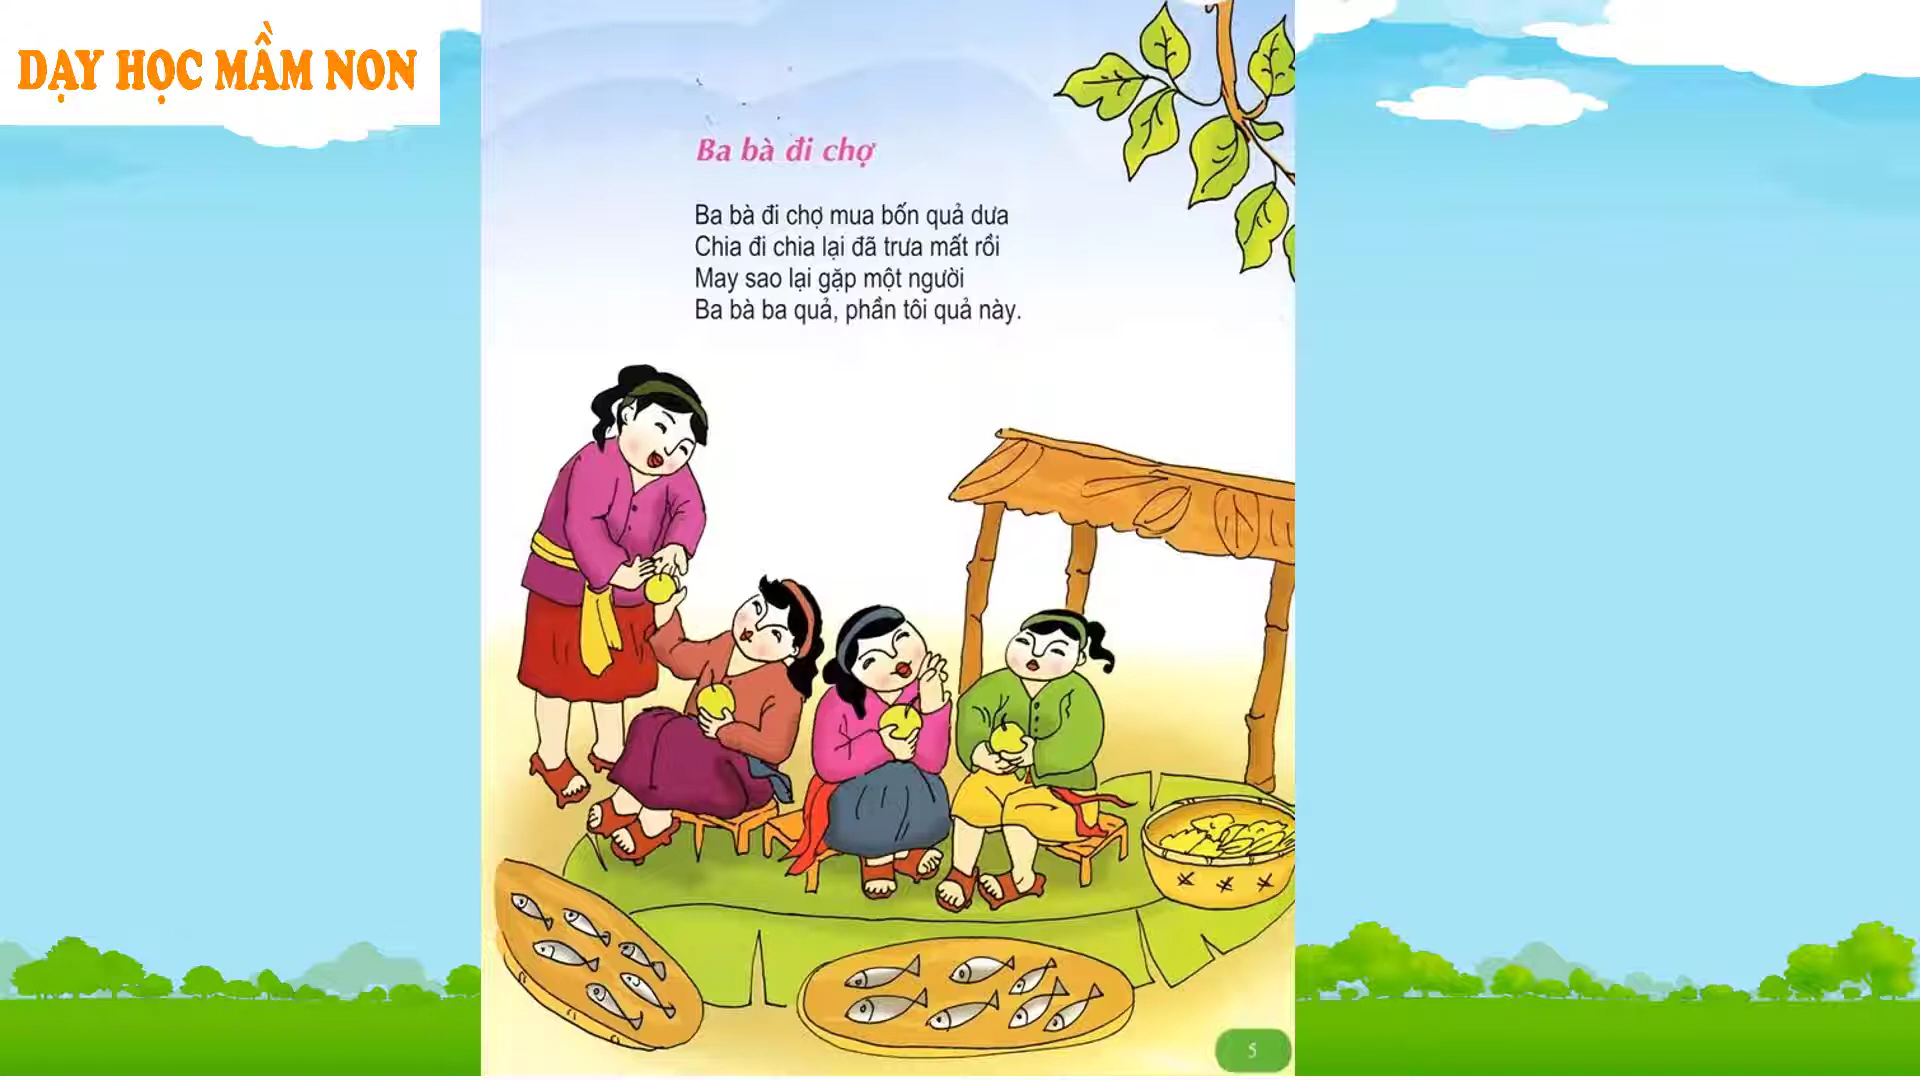 DẠY HỌC MẦM NON
Ba bà đi chợ
Ba bà đi chợ mua bốn quả dưa
Chia đi chia lại đã trưa mất rồi
May sao lại gặp một người
Ba bà ba quả, phần tôi quả này.
5